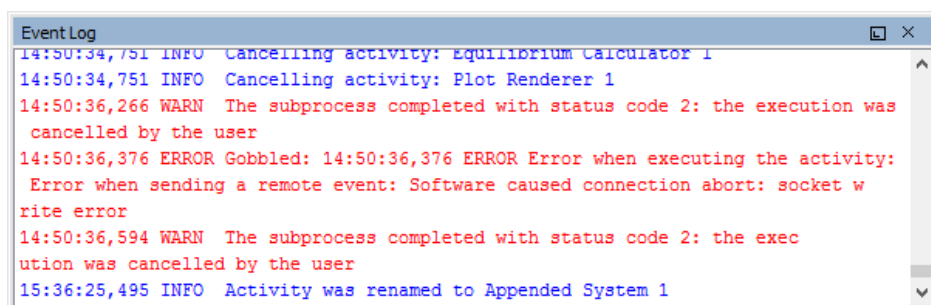 Event Log
14:50:34,751 INFO Cancelling activity: Equilibrium Calculator 1
14:50:34,751 INFO Cancelling activity: Plot Renderer 1
14:50:36,266 WARN The subprocess completed with status code 2: the execution was
cancelled by the user
14:50:36,376 ERROR Gobbled: 14:50:36,376 ERROR Error when executing the activity:
Error when sending a remote event: Software caused connection abort: socket w
rite error
14:50:36,594 WARN The subprocess completed with status code 2: the exec
ution was cancelled by the user
15:36:25,495 INFO Activity was renamed to Appended System 1